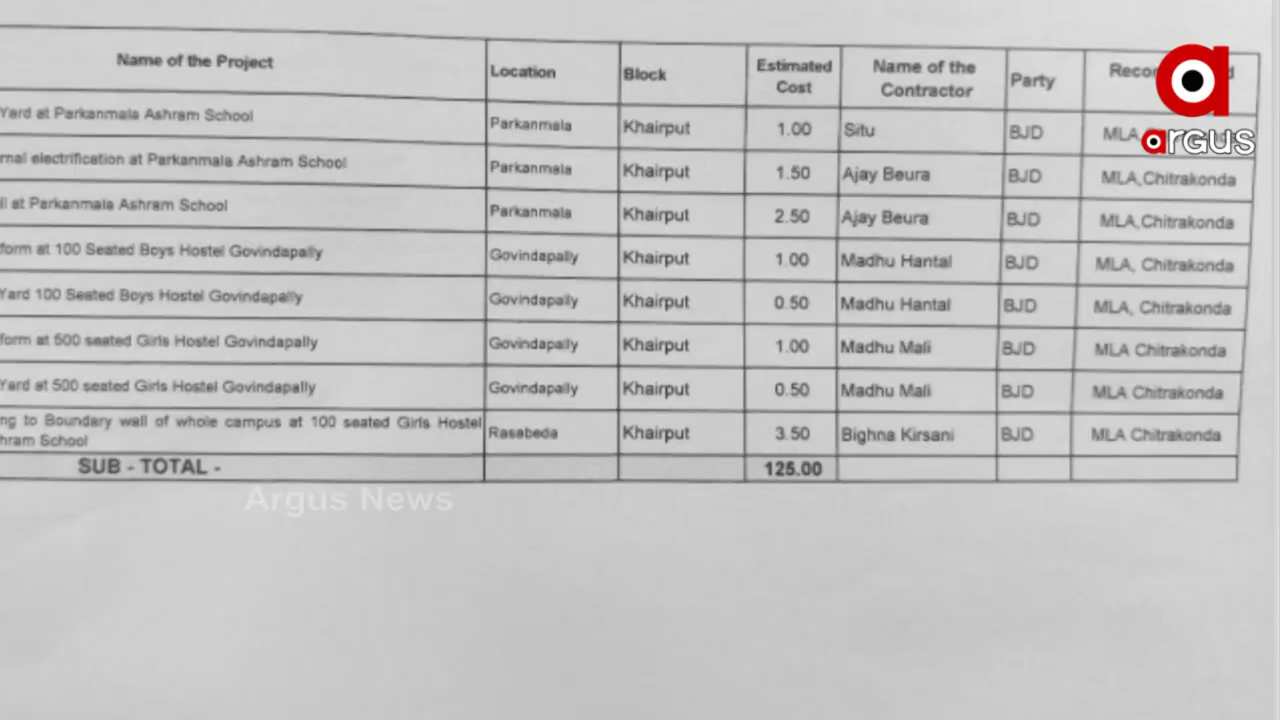 Name of the Project Location Block Estimated Cost Name of the Contractor Party
Yard at Parkanmala Ashram School Parkanmala Khairput 1.00 Situ BJD MLA,
rnal electrification at Parkanmala Ashram School Parkanmala Khairput 1.50 Ajay Beura BJD MLA,Chitrakonda
ll at Parkanmala Ashram School Parkanmala Khairput 2.50 Ajay Beura BJD MLA,Chitrakonda
form at 100 Seated Boys Hostel Govindapally Govindapally Khairput 1.00 Madhu Hantal BJD MLA, Chitrakonda
Yard 100 Seated Boys Hostel Govindapally Govindapally Khairput 0.50 Madhu Hantal BJD MLA, Chitrakonda
form at 500 seated Girls Hostel Govindapally Govindapally Khairput 1.00 Madhu Mali BJD MLA Chitrakonda
Yard at 500 seated Girls Hostel Govindapally Govindapally Khairput 0.50 Madhu Mali BJD MLA Chitrakonda
ng to Boundary wall of whole campus at 100 seated Girls Hostel
hram School Rasabeda Khairput 3.50 Bighna Kirsani BJD MLA Chitrakonda
SUB - TOTAL - 125.00
argus
Argus News